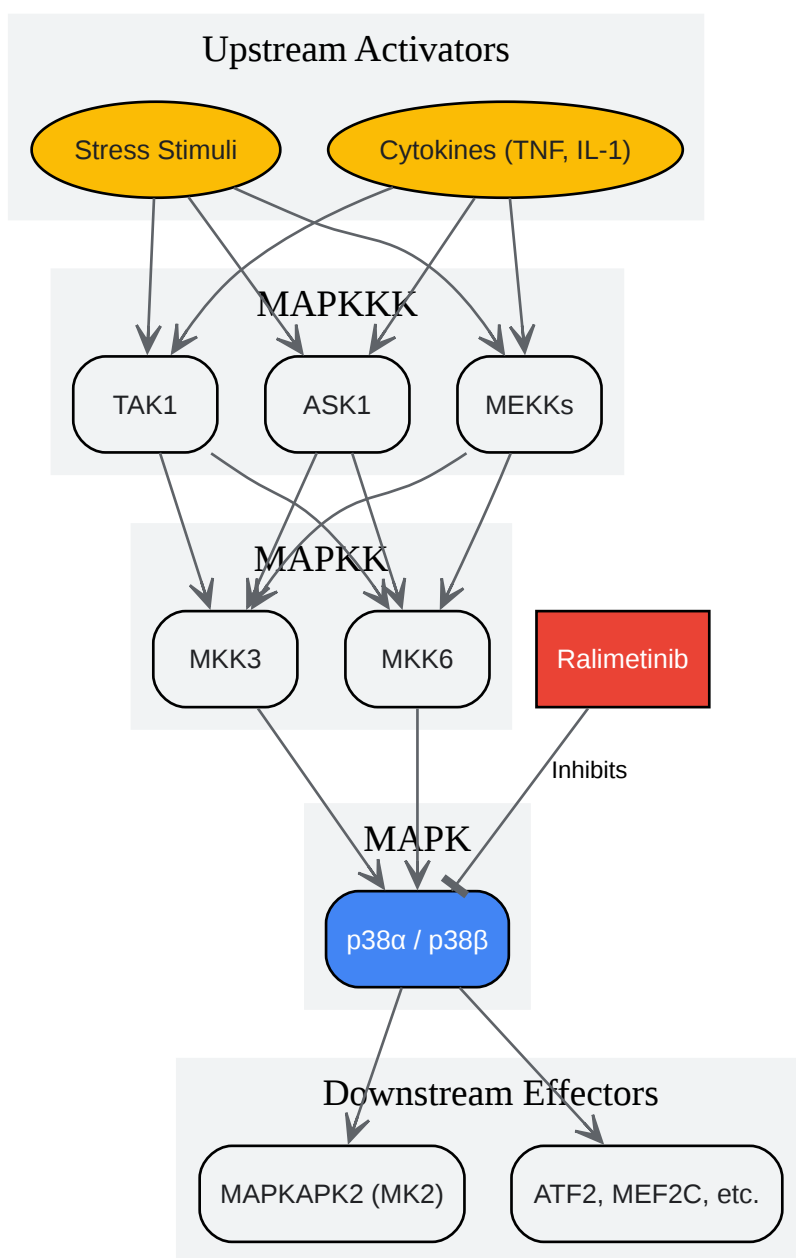 Upstream Activators
Stress Stimuli
Cytokines (TNF, IL-1)
MAPKKK
TAK1
ASK1
MEKKs
MAPKK
MKK3
MKK6
Ralimetinib
Inhibits
MAPK
p38α / p38β
Downstream Effectors
MAPKAPK2 (MK2)
ATF2, MEF2C, etc.